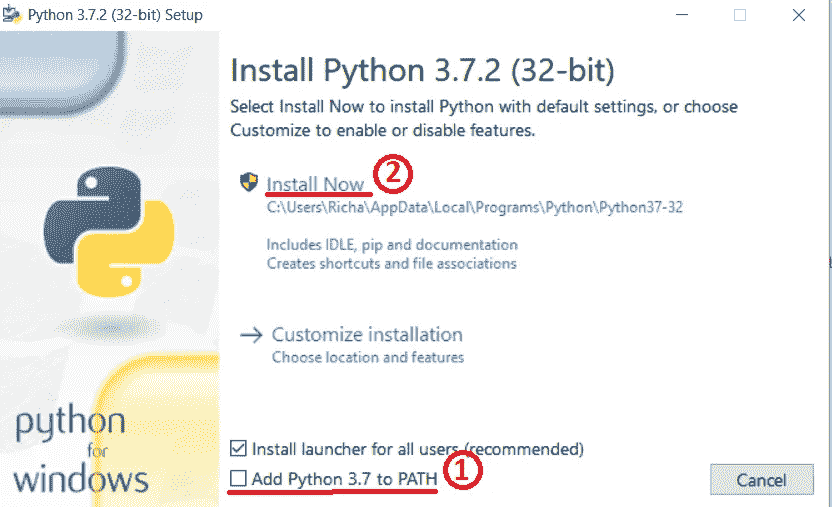 Python 3.7.2 (32-bit) Setup
Install Python 3.7.2 (32-bit)
Select Install Now to install Python with default settings, or choose
Customize to enable or disable features.
Install Now 2
C:\Users\Richa\AppData\Local\Programs\Python\Python37-32
Includes IDLE, pip and documentation
Creates shortcuts and file associations
Customize installation
Choose location and features
python
for
windows
Install launcher for all users (recommended)
Add Python 3.7 to PATH 1
Cancel